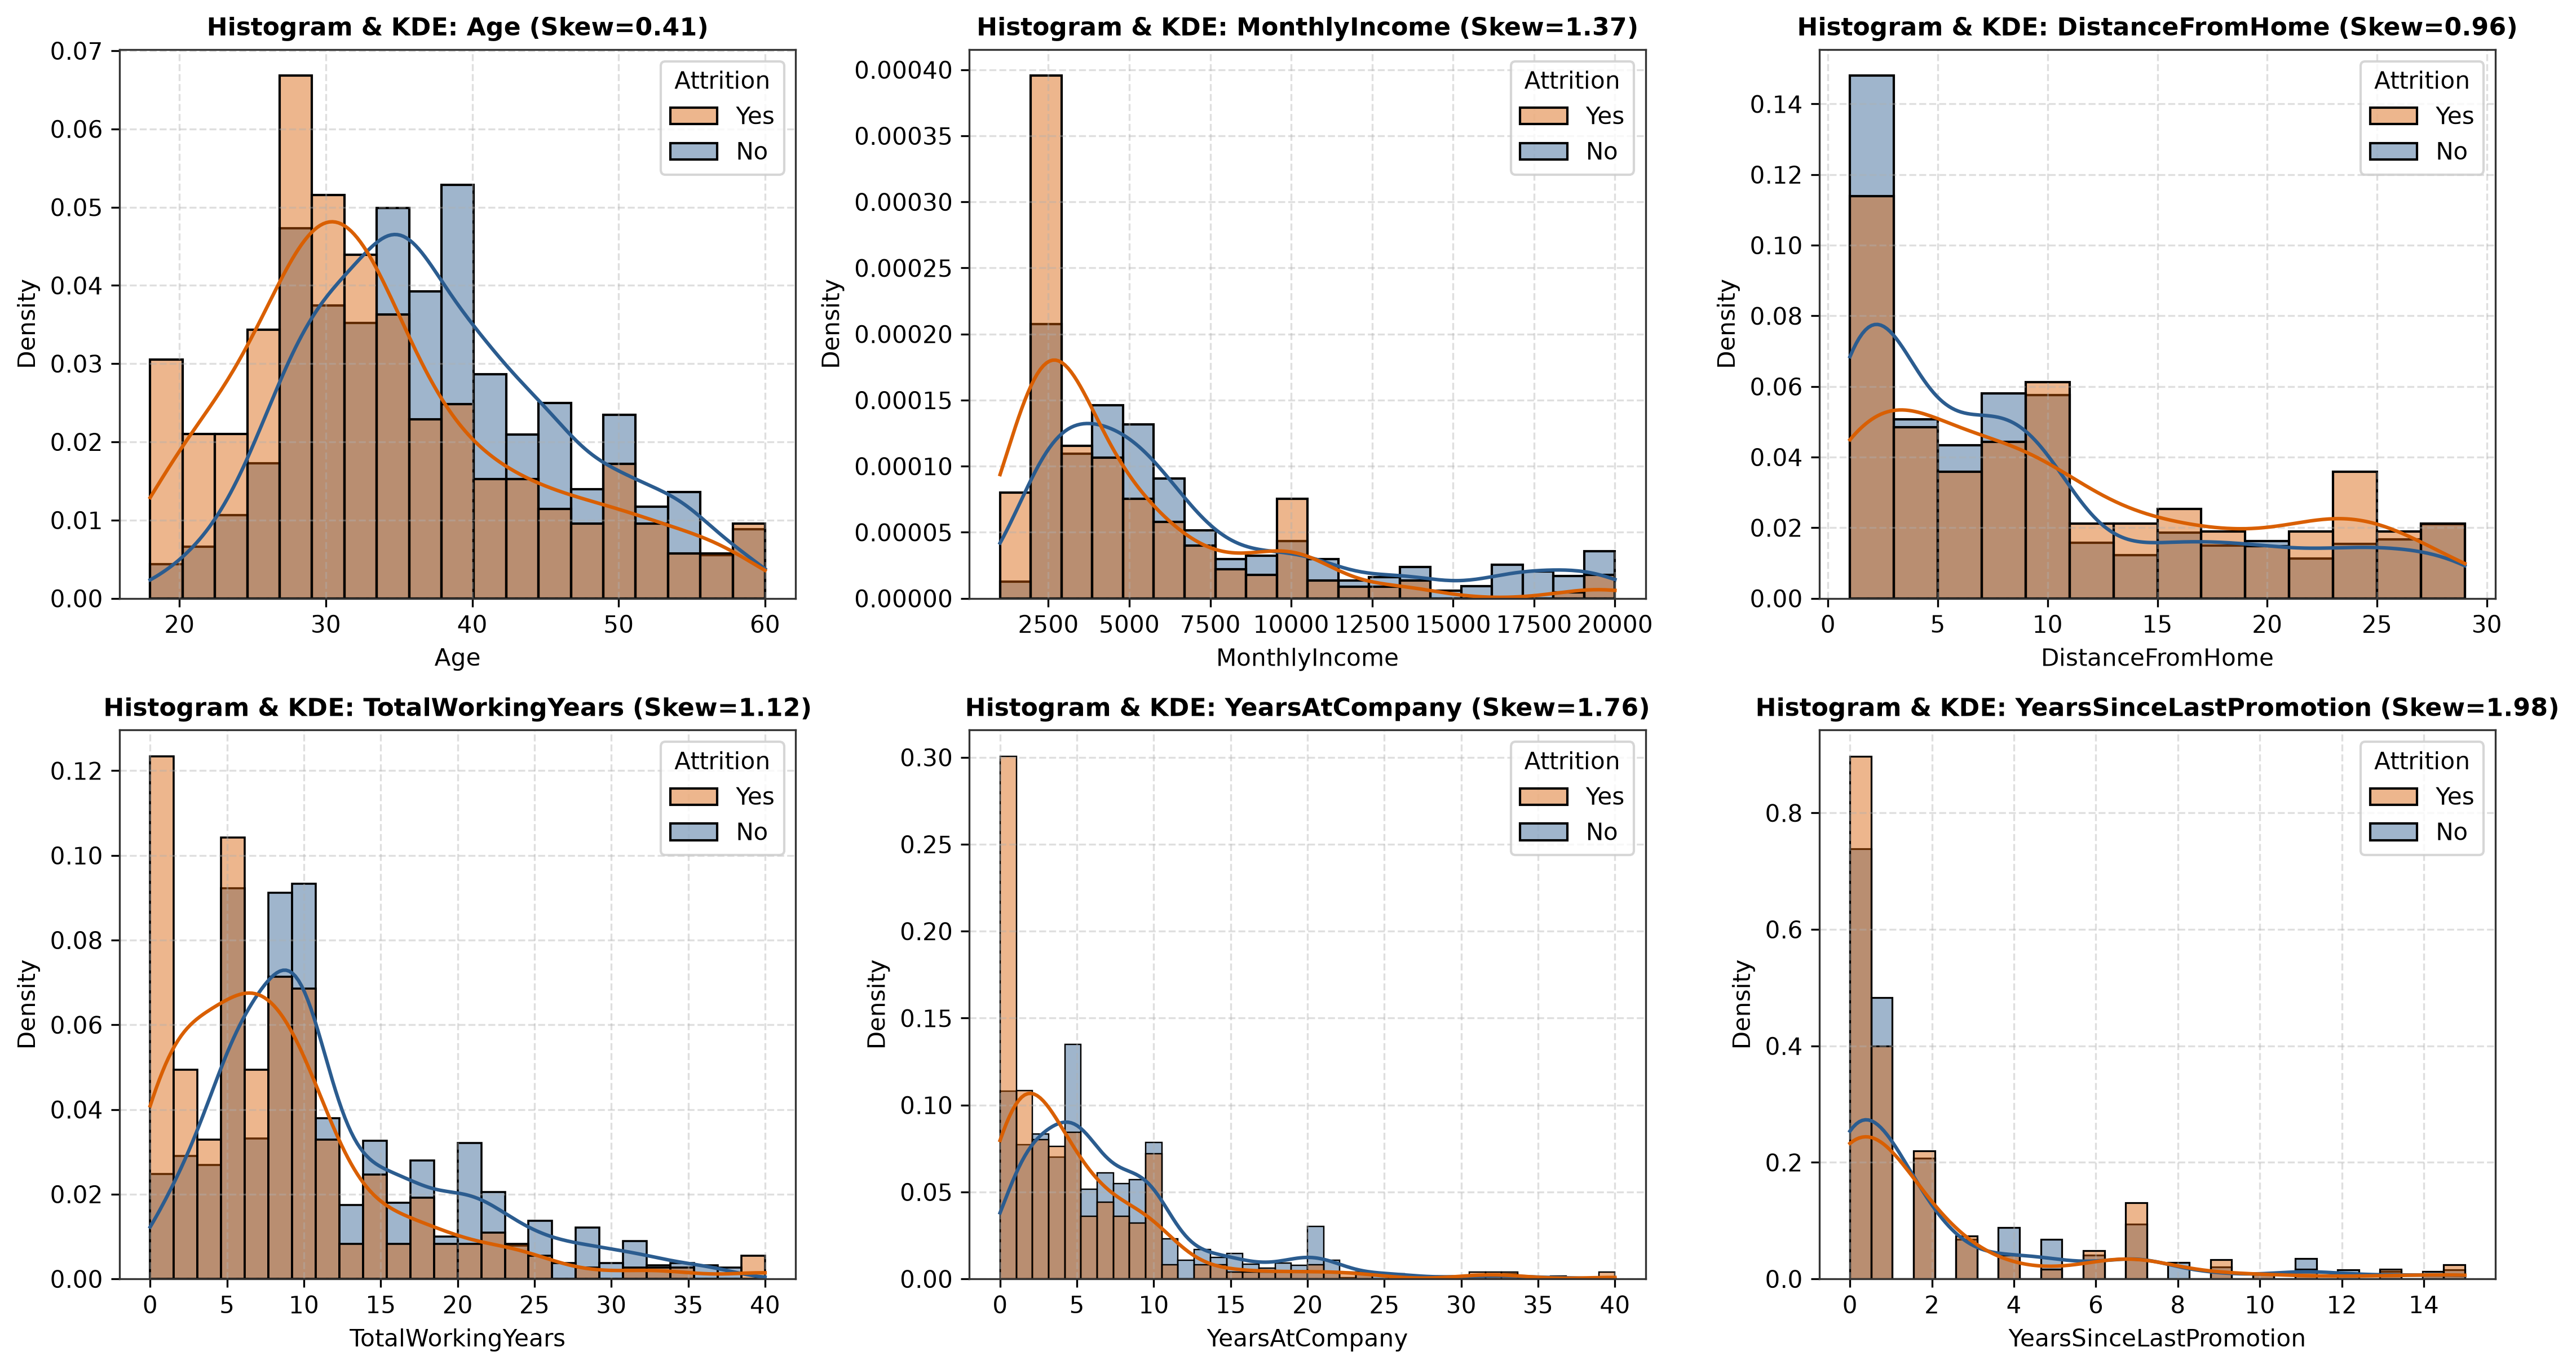 Histogram & KDE: Age (Skew=0.41)
0.07
0.06
0.05
0.04
0.03
0.02
0.01
0.00
Density
20 30 40 50 60
Age
Attrition
Yes
No
Histogram & KDE: MonthlyIncome (Skew=1.37)
0.00040
0.00035
0.00030
0.00025
0.00020
0.00015
0.00010
0.00005
0.00000
Density
2500 5000 7500 10000 12500 15000 17500 20000
MonthlyIncome
Attrition
Yes
No
Histogram & KDE: DistanceFromHome (Skew=0.96)
0.14
0.12
0.10
0.08
0.06
0.04
0.02
0.00
Density
0 5 10 15 20 25 30
DistanceFromHome
Attrition
Yes
No
Histogram & KDE: TotalWorkingYears (Skew=1.12)
0.12
0.10
0.08
0.06
0.04
0.02
0.00
Density
0 5 10 15 20 25 30 35 40
TotalWorkingYears
Attrition
Yes
No
Histogram & KDE: YearsAtCompany (Skew=1.76)
0.30
0.25
0.20
0.15
0.10
0.05
0.00
Density
0 5 10 15 20 25 30 35 40
YearsAtCompany
Attrition
Yes
No
Histogram & KDE: YearsSinceLastPromotion (Skew=1.98)
0.8
0.6
0.4
0.2
0.0
Density
0 2 4 6 8 10 12 14
YearsSinceLastPromotion
Attrition
Yes
No